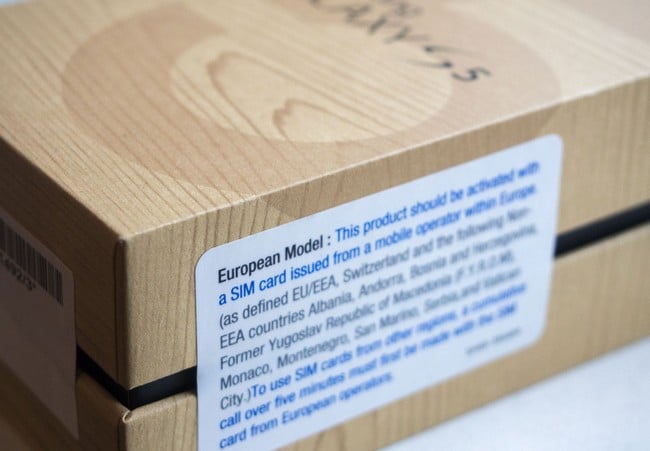 GALAXY S5
European Model : This product should be activated with
a SIM card issued from a mobile operator within Europe.
(as defined EU/EEA, Switzerland and the following Non-
EEA countries Albania, Andorra, Bosnia and Herzegovina,
Former Yugoslav Republic of Macedonia (F.Y.R.O.M),
Monaco, Montenegro, San Marino, Serbia,and Vatican
City.)To use SIM cards from other regions, a cumulative
call over five minutes must first be made with the SIM
card from European operators.